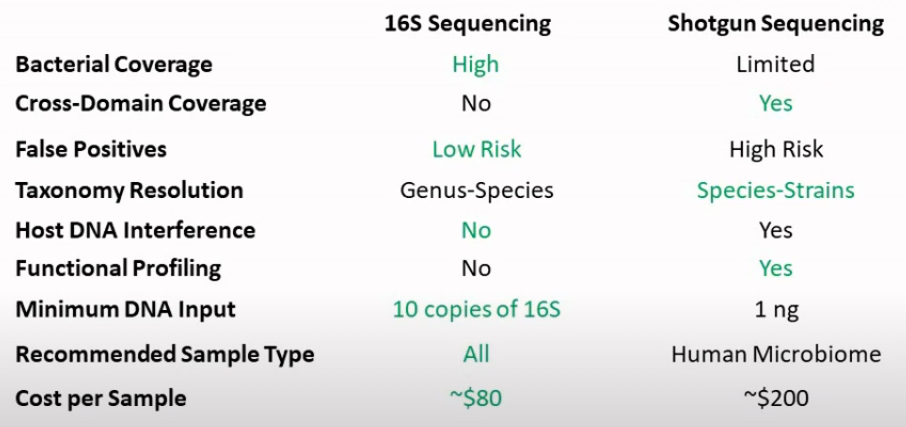 16S Sequencing Shotgun Sequencing
Bacterial Coverage High Limited
Cross-Domain Coverage No Yes
False Positives Low Risk High Risk
Taxonomy Resolution Genus-Species Species-Strains
Host DNA Interference No Yes
Functional Profiling No Yes
Minimum DNA Input 10 copies of 16S 1 ng
Recommended Sample Type All Human Microbiome
Cost per Sample ~$80 ~$200